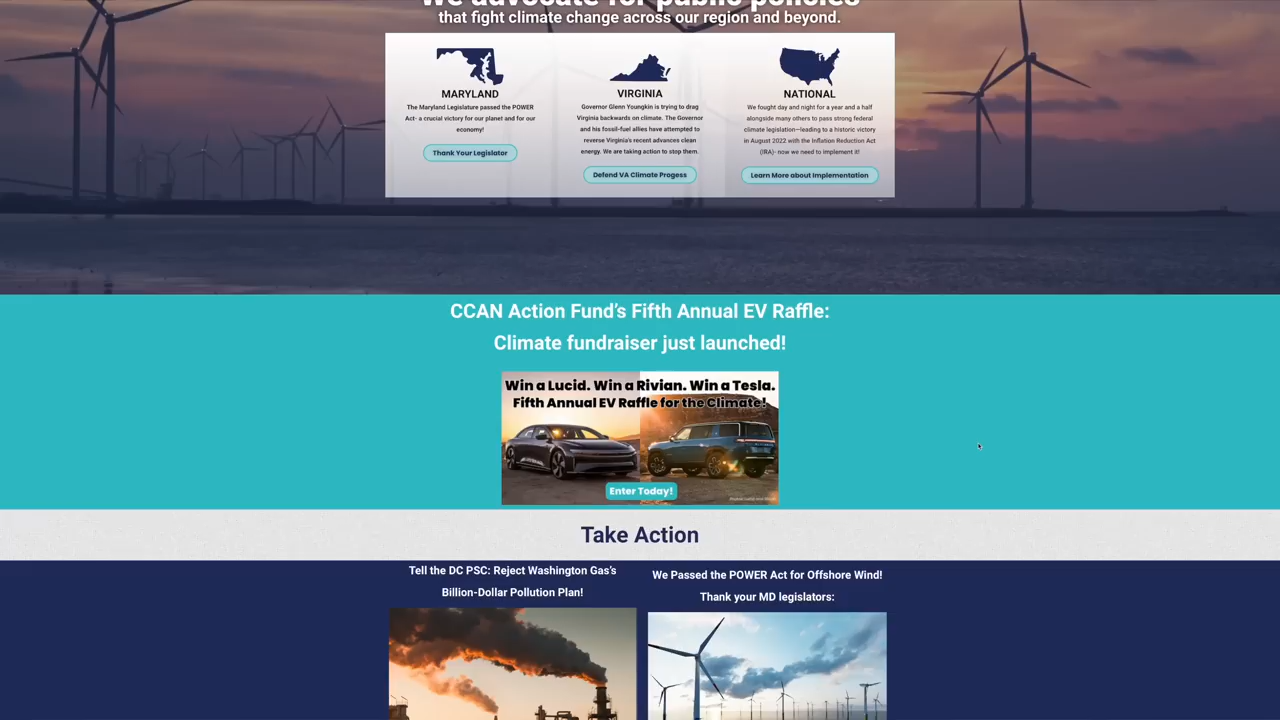 We advocate for public policies
that fight climate change across our region and beyond.
MARYLAND
The Maryland Legislature passed the POWER
Act- a crucial victory for our planet and for our
economy!
Thank Your Legislator
VIRGINIA
Governor Glenn Youngkin is trying to drag
Virginia backwards on climate. The Governor
and his fossil-fuel allies have attempted to
reverse Virginia's recent advances clean
energy. We are taking action to stop them.
Defend VA Climate Progess
NATIONAL
We fought day and night for a year and a half
alongside many others to pass strong federal
climate legislation—leading to a historic victory
in August 2022 with the Inflation Reduction Act
(IRA)- now we need to implement it!
Learn More about Implementation
CCAN Action Fund's Fifth Annual EV Raffle:
Climate fundraiser just launched!
Win a Lucid. Win a Rivian. Win a Tesla.
Fifth Annual EV Raffle for the Climate!
Enter Today!
Take Action
Tell the DC PSC: Reject Washington Gas's
Billion-Dollar Pollution Plan!
We Passed the POWER Act for Offshore Wind!
Thank your MD legislators: